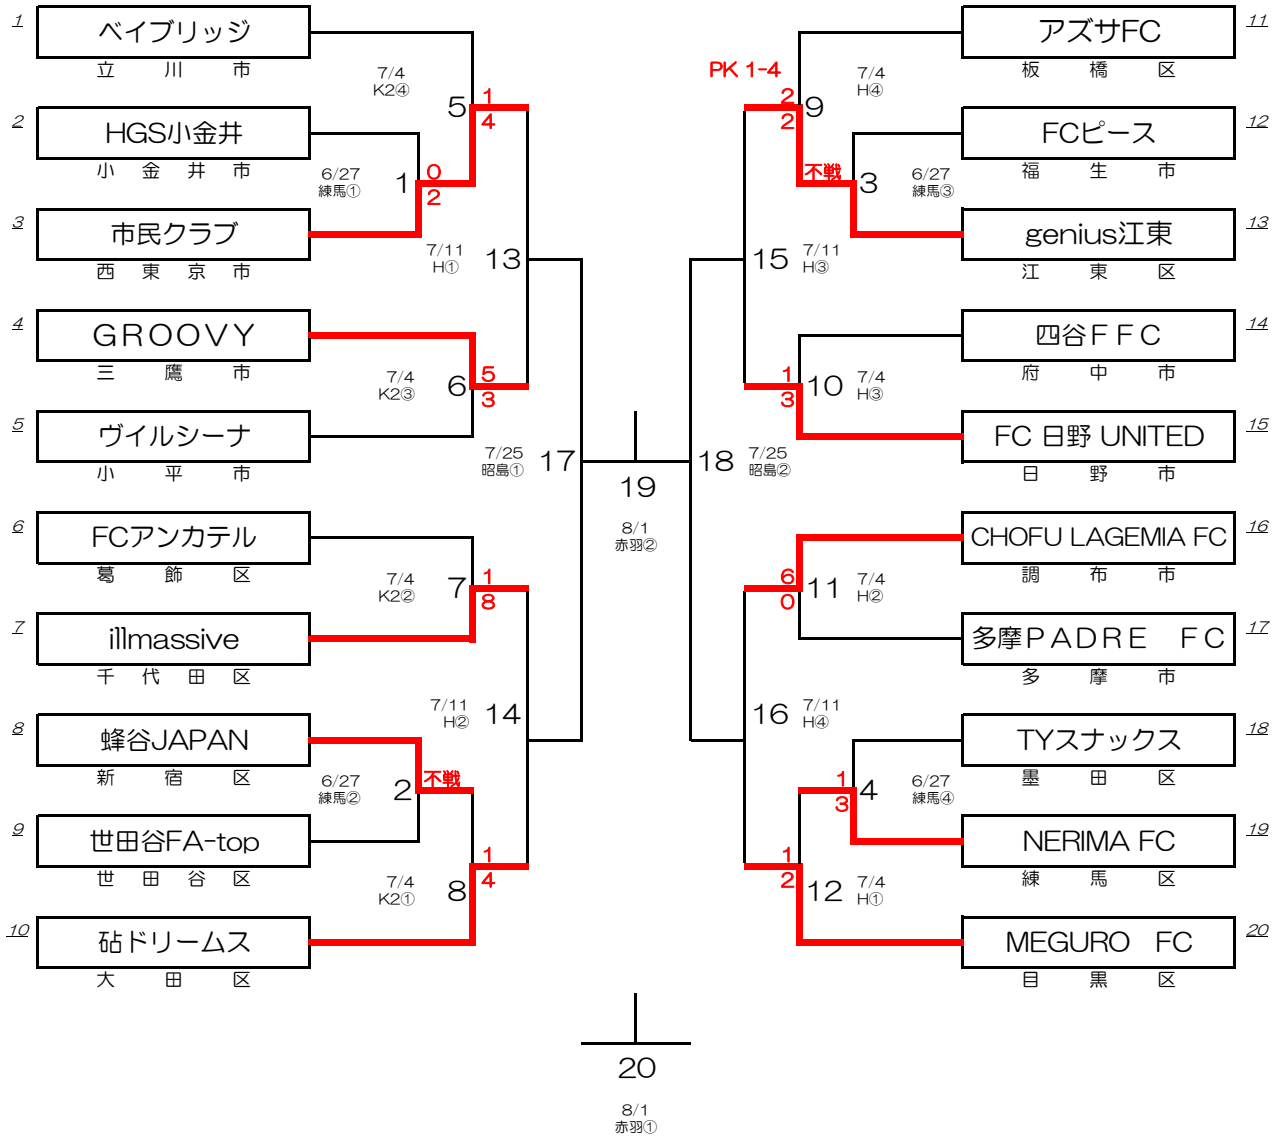 1
ベイブリッジ
立川市
2
HGS小金井
小金井市
3
市民クラブ
西東京市
4
GROOVY
三鷹市
5
ヴイルシーナ
小平市
6
FCアンカテル
葛飾区
7
illmassive
千代田区
8
蜂谷JAPAN
新宿区
9
世田谷FA-top
世田谷区
10
砧ドリームス
大田区
7/4
K2④
5
1
4
6/27
練馬①
1
0
2
7/11
H①
13
7/4
K2③
6
5
3
7/25
昭島①
17
7/4
K2②
7
1
8
7/11
H②
14
6/27
練馬②
2
不戦
7/4
K2①
8
1
4
19
8/1
赤羽②
20
8/1
赤羽①
PK 1-4
2
2
9
7/4
H④
不戦
3
6/27
練馬③
15
7/11
H③
1
3
10
7/4
H③
18
7/25
昭島②
6
0
11
7/4
H②
16
7/11
H④
1
3
4
6/27
練馬④
1
2
12
7/4
H①
アズサFC
11
板橋区
FCピース
12
福生市
genius江東
13
江東区
四谷ＦＦＣ
14
府中市
FC 日野 UNITED
15
日野市
CHOFU LAGEMIA FC
16
調布市
多摩ＰＡＤＲＥ　ＦＣ
17
多摩市
TYスナックス
18
墨田区
NERIMA FC
19
練馬区
MEGURO　FC
20
目黒区